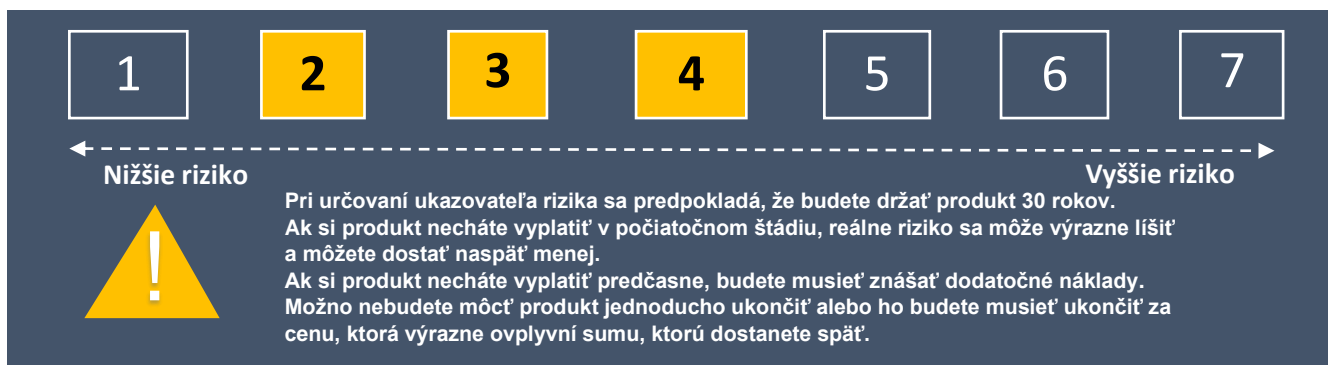 1 2 3 4 5 6 7
Nižšie riziko
Vyššie riziko
!
Pri určovaní ukazovateľa rizika sa predpokladá, že budete držať produkt 30 rokov.
Ak si produkt necháte vyplatiť v počiatočnom štádiu, reálne riziko sa môže výrazne líšiť
a môžete dostať naspäť menej.
Ak si produkt necháte vyplatiť predčasne, budete musieť znášať dodatočné náklady.
Možno nebudete môcť produkt jednoducho ukončiť alebo ho budete musieť ukončiť za
cenu, ktorá výrazne ovplyvní sumu, ktorú dostanete späť.